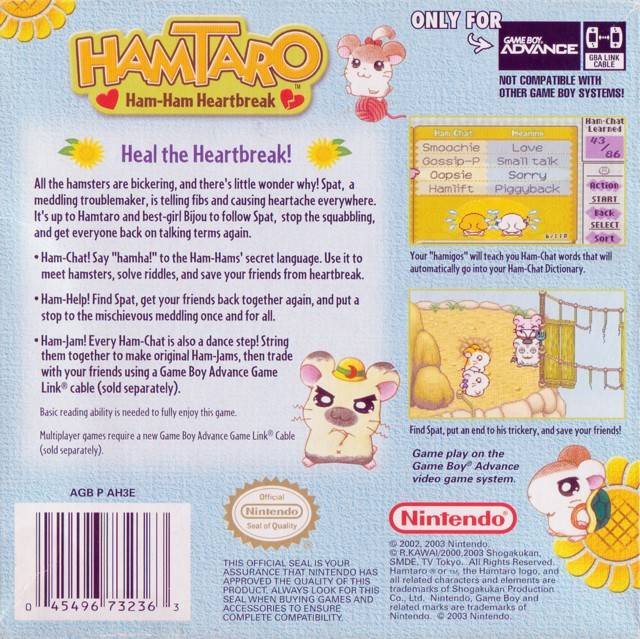 HAMTARO™
Ham-Ham Heartbreak
ONLY FOR
GAME BOY ADVANCE
GBA LINK
CABLE
NOT COMPATIBLE WITH
OTHER GAME BOY SYSTEMS!
Heal the Heartbreak!
All the hamsters are bickering, and there's little wonder why! Spat, a
meddling troublemaker, is telling fibs and causing heartache everywhere.
It's up to Hamtaro and best-girl Bijou to follow Spat, stop the squabbling,
and get everyone back on talking terms again.
• Ham-Chat! Say "hamha!" to the Ham-Hams' secret language. Use it to
meet hamsters, solve riddles, and save your friends from heartbreak.
• Ham-Help! Find Spat, get your friends back together again, and put a
stop to the mischievous meddling once and for all.
• Ham-Jam! Every Ham-Chat is also a dance step! String
them together to make original Ham-Jams, then trade
with your friends using a Game Boy Advance Game
Link® cable (sold separately).
Basic reading ability is needed to fully enjoy this game.
Multiplayer games require a new Game Boy Advance Game Link® Cable
(sold separately).
Ham-Chat Meaning
Smoochie Love
Gossip-P Small talk
Oopsie Sorry
Hamlift Piggyback
Ham-Chat
Learned
43/
86
Action
START
Back
SELECT
Sort
Your "hamigos" will teach you Ham-Chat words that will
automatically go into your Ham-Chat Dictionary.
Find Spat, put an end to his trickery, and save your friends!
Game play on the
Game Boy® Advance
video game system.
AGB P AH3E
0 45496 73236 3
Official
Nintendo
Seal of Quality
THIS OFFICIAL SEAL IS YOUR
ASSURANCE THAT NINTENDO HAS
APPROVED THE QUALITY OF THIS
PRODUCT. ALWAYS LOOK FOR THIS
SEAL WHEN BUYING GAMES AND
ACCESSORIES TO ENSURE
COMPLETE COMPATIBILITY.
Nintendo®
© 2002, 2003 Nintendo.
© R.KAWAI/2000,2003 Shogakukan,
SMDE, TV Tokyo. All Rights Reserved.
Hamtaro ® or ™, the Hamtaro logo, and
all related characters and elements are
trademarks of Shogakukan Production
Co., Ltd. Nintendo, Game Boy and
related marks are trademarks of
Nintendo. © 2003 Nintendo.